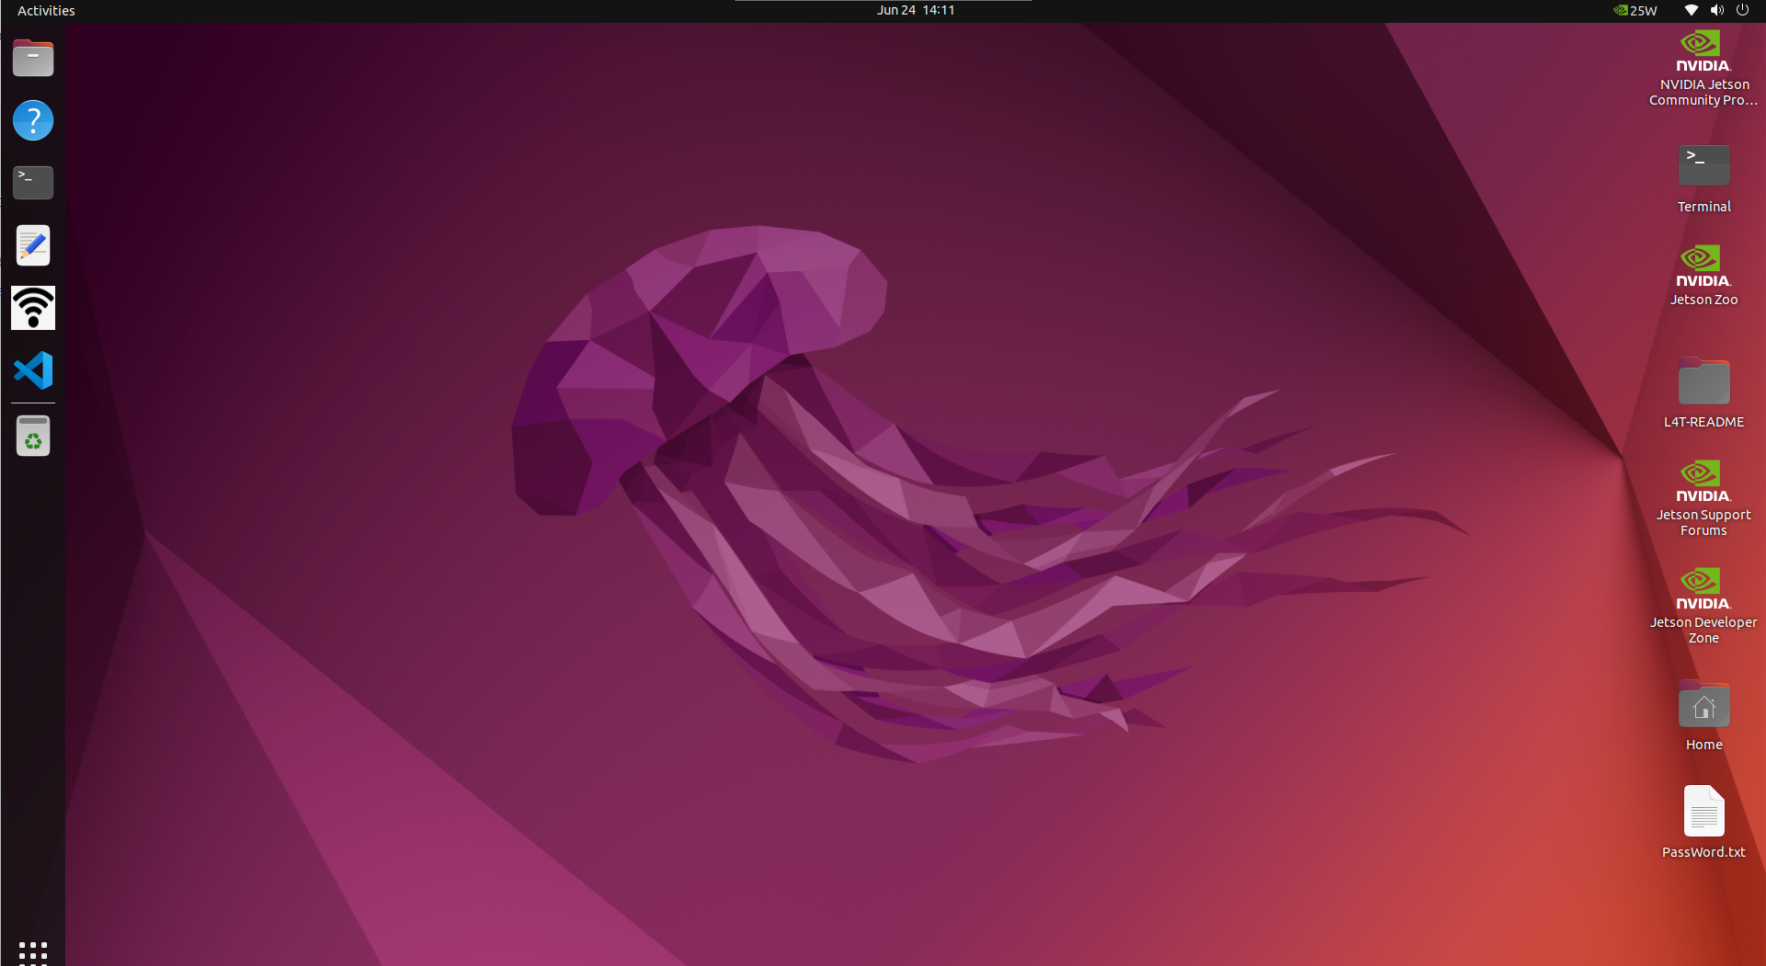 Activities
Jun 24 14:11
25W
NVIDIA.
NVIDIA Jetson
Community Pro...
>_
Terminal
NVIDIA.
Jetson Zoo
L4T-README
NVIDIA.
Jetson Support
Forums
NVIDIA.
Jetson Developer
Zone
Home
PassWord.txt
?
>_